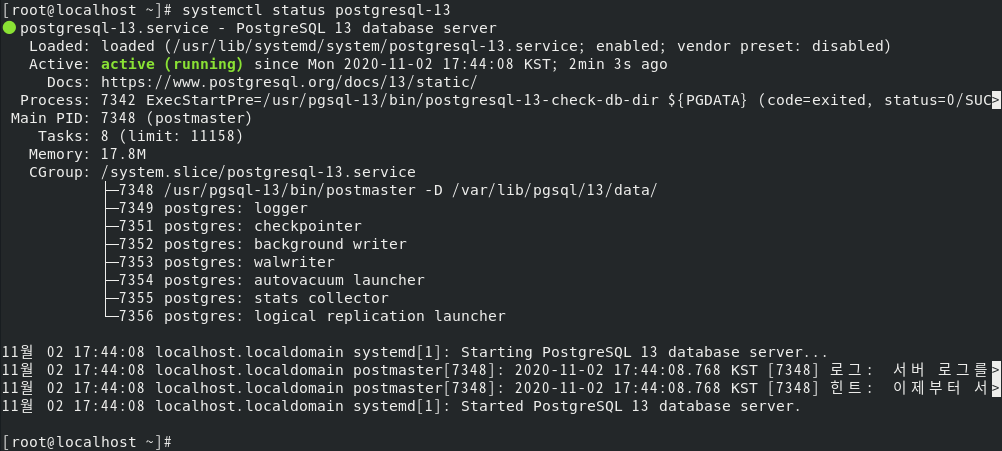 [root@localhost ~]# systemctl status postgresql-13
● postgresql-13.service - PostgreSQL 13 database server
   Loaded: loaded (/usr/lib/systemd/system/postgresql-13.service; enabled; vendor preset: disabled)
   Active: active (running) since Mon 2020-11-02 17:44:08 KST; 2min 3s ago
     Docs: https://www.postgresql.org/docs/13/static/
  Process: 7342 ExecStartPre=/usr/pgsql-13/bin/postgresql-13-check-db-dir ${PGDATA} (code=exited, status=0/SUC>
 Main PID: 7348 (postmaster)
    Tasks: 8 (limit: 11158)
   Memory: 17.8M
   CGroup: /system.slice/postgresql-13.service
           ├─7348 /usr/pgsql-13/bin/postmaster -D /var/lib/pgsql/13/data/
           ├─7349 postgres: logger
           ├─7351 postgres: checkpointer
           ├─7352 postgres: background writer
           ├─7353 postgres: walwriter
           ├─7354 postgres: autovacuum launcher
           ├─7355 postgres: stats collector
           └─7356 postgres: logical replication launcher
11월 02 17:44:08 localhost.localdomain systemd[1]: Starting PostgreSQL 13 database server...
11월 02 17:44:08 localhost.localdomain postmaster[7348]: 2020-11-02 17:44:08.768 KST [7348] 로그: 서버 로그를>
11월 02 17:44:08 localhost.localdomain postmaster[7348]: 2020-11-02 17:44:08.768 KST [7348] 힌트: 이제부터 서>
11월 02 17:44:08 localhost.localdomain systemd[1]: Started PostgreSQL 13 database server.
[root@localhost ~]#